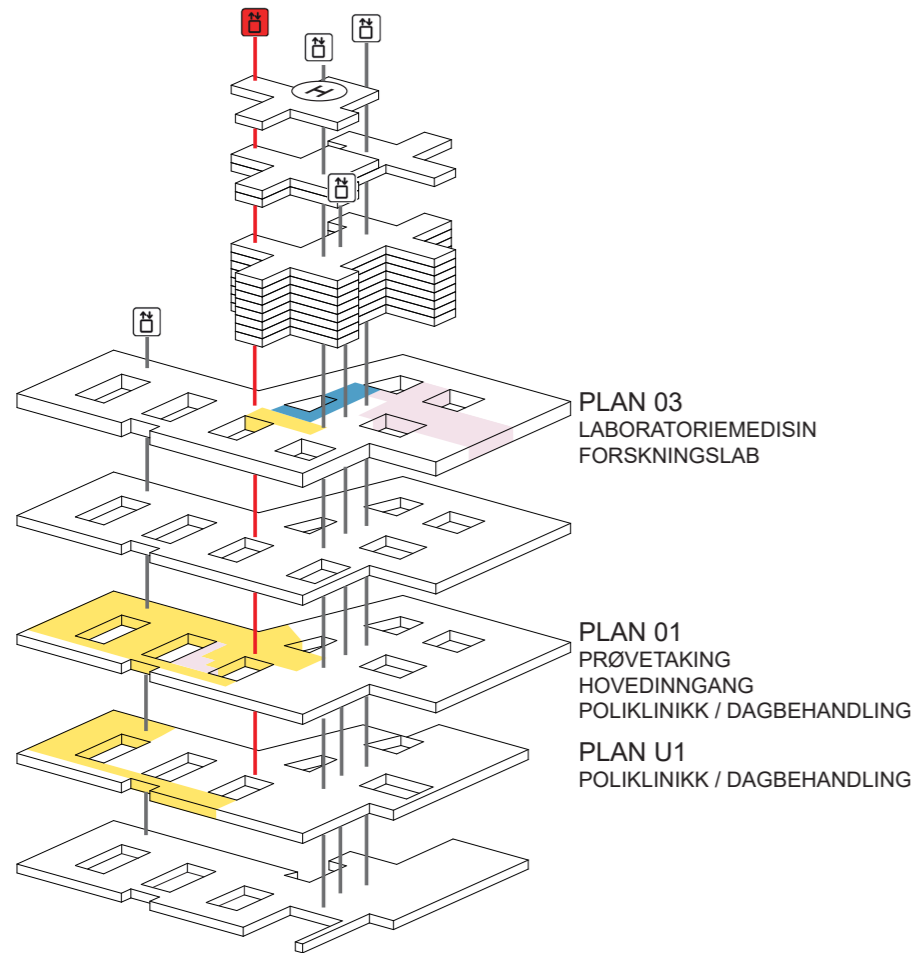 H
PLAN 03
LABORATORIEMEDISIN
FORSKNINGSLAB
PLAN 01
PRØVETAKING
HOVEDINNGANG
POLIKLINIKK / DAGBEHANDLING
PLAN U1
POLIKLINIKK / DAGBEHANDLING